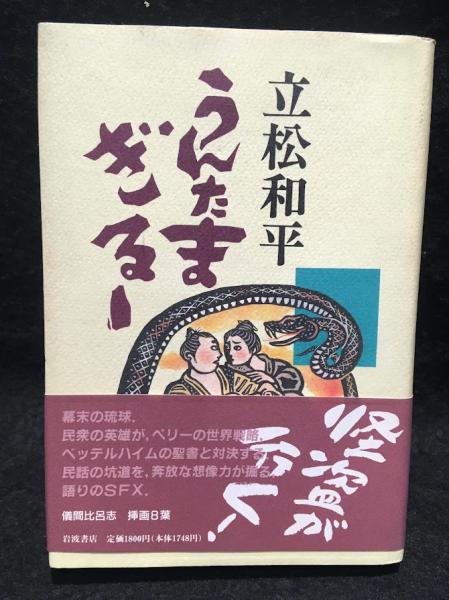 立松和平
うんたま
ぎるー
怪盗が
行く!
幕末の琉球.
民衆の英雄が,ペリーの世界戦略,
ベッテルハイムの聖書と対決する.
民話の坑道を,奔放な想像力が掘る,
語りのSFX.
儀間比呂志 挿画8葉
岩波書店 定価1800円(本体1748円)